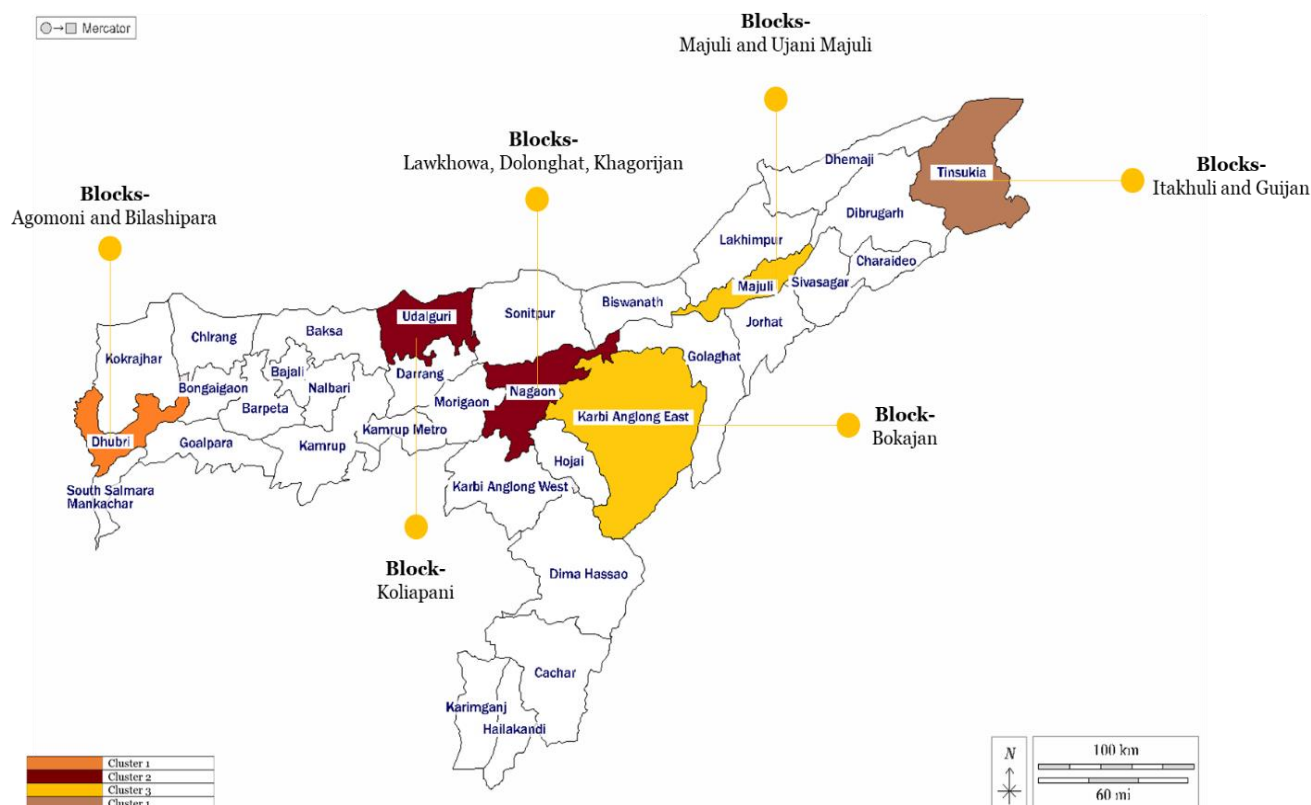 Mercator
Blocks-
Majuli and Ujani Majuli
Blocks-
Lawkhowa, Dolonghat, Khagorijan
Blocks-
Itakhuli and Guijan
Blocks-
Agomoni and Bilashipara
Dhemaji
Tinsukia
Dibrugarh
Lakhimpur
Charaideo
Majuli
Sivasagar
Biswanath
Jorhat
Udalguri
Sonitpur
Baksa
Chirang
Kokrajhar
Golaghat
Bajali
Darrang
Bongaigaon
Nalbari
Nagaon
Morigaon
Barpeta
Karbi Anglong East
Block-
Bokajan
Kamrup Metro
Dhubri
Goalpara
Kamrup
Hojai
Karbi Anglong West
South Salmara
Mankachar
Block-
Koliapani
Dima Hassao
Cachar
Karimganj
Hailakandi
Cluster 1
Cluster 2
Cluster 3
Cluster 1
N
100 km
60 mi